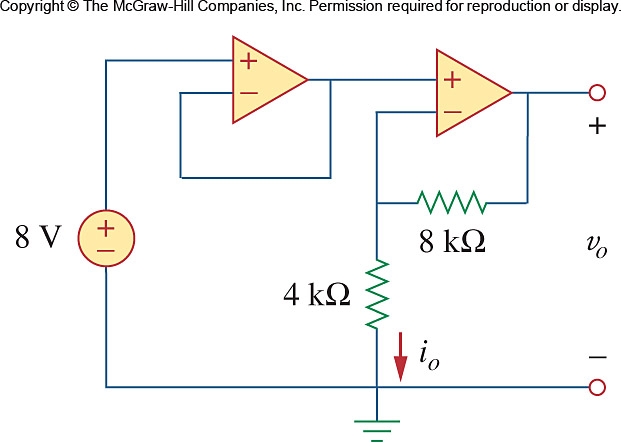 Copyright © The McGraw-Hill Companies, Inc. Permission required for reproduction or display.
+
−
+
−
+
8 V
+
−
8 kΩ
vo
4 kΩ
io
−